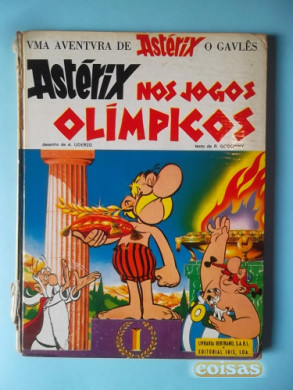 VMA AVENTVRA DE Astérix O GAVLÊS
Astérix NOS JOGOS
OLÍMPICOS
desenho de A. UDERZO
texto de R. GOSCINNY
I
LIVRARIA BERTRAND, S.A.R.L.
EDITORIAL IBIS, LDA.
coisas